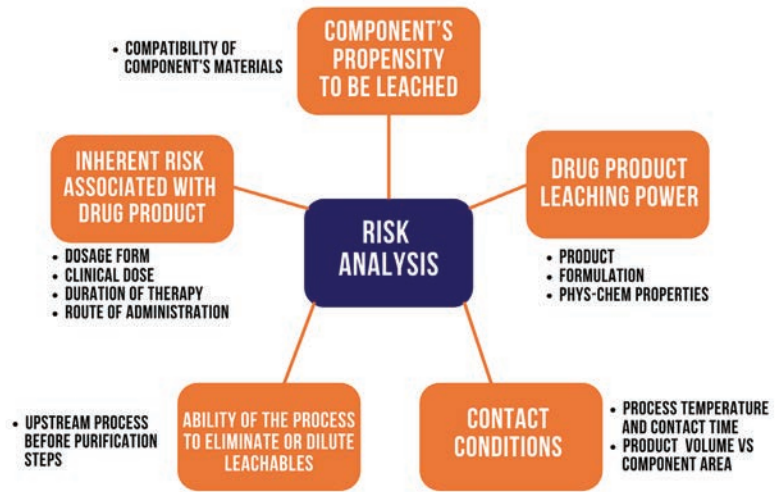 COMPONENT'S
PROPENSITY
TO BE LEACHED
• COMPATIBILITY OF
COMPONENT'S MATERIALS
INHERENT RISK
ASSOCIATED WITH
DRUG PRODUCT
• DOSAGE FORM
• CLINICAL DOSE
• DURATION OF THERAPY
• ROUTE OF ADMINISTRATION
DRUG PRODUCT
LEACHING POWER
• PRODUCT
• FORMULATION
• PHYS-CHEM PROPERTIES
RISK
ANALYSIS
• UPSTREAM PROCESS
BEFORE PURIFICATION
STEPS
ABILITY OF THE PROCESS
TO ELIMINATE OR DILUTE
LEACHABLES
CONTACT
CONDITIONS
• PROCESS TEMPERATURE
AND CONTACT TIME
• PRODUCT VOLUME VS
COMPONENT AREA